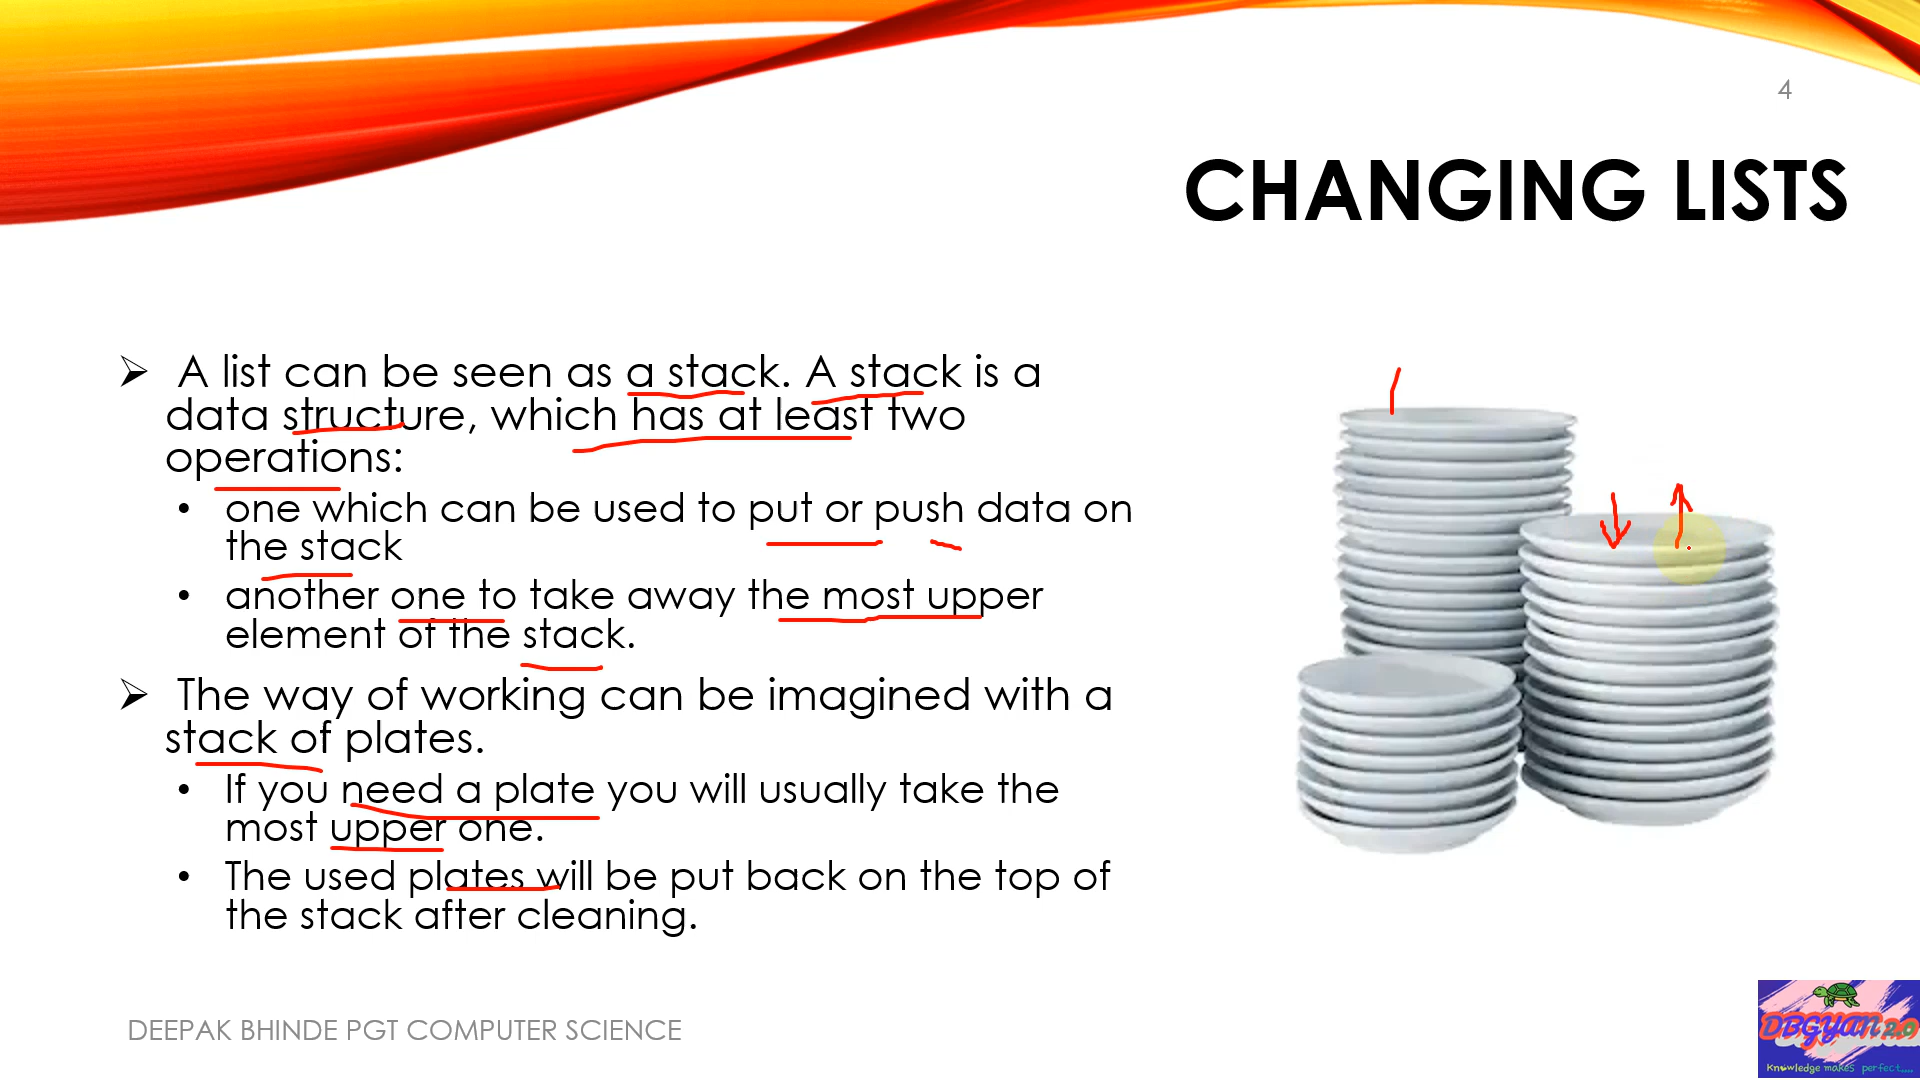 4
CHANGING LISTS
A list can be seen as a stack. A stack is a
data structure, which has at least two
operations:
• one which can be used to put or push data on
the stack
• another one to take away the most upper
element of the stack.
The way of working can be imagined with a
stack of plates.
• If you need a plate you will usually take the
most upper one.
• The used plates will be put back on the top of
the stack after cleaning.
DEEPAK BHINDE PGT COMPUTER SCIENCE
DBGYAN 2.0
Knowledge makes perfect....